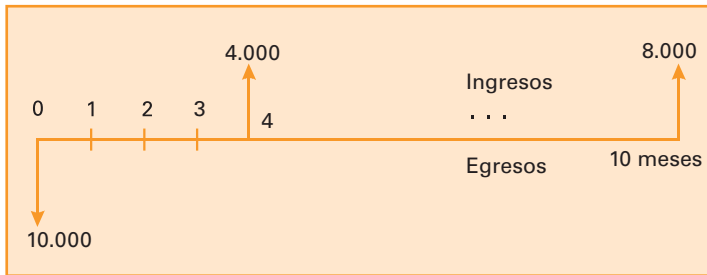 4.000
8.000
Ingresos
0 1 2 3
4
. . .
Egresos
10 meses
10.000